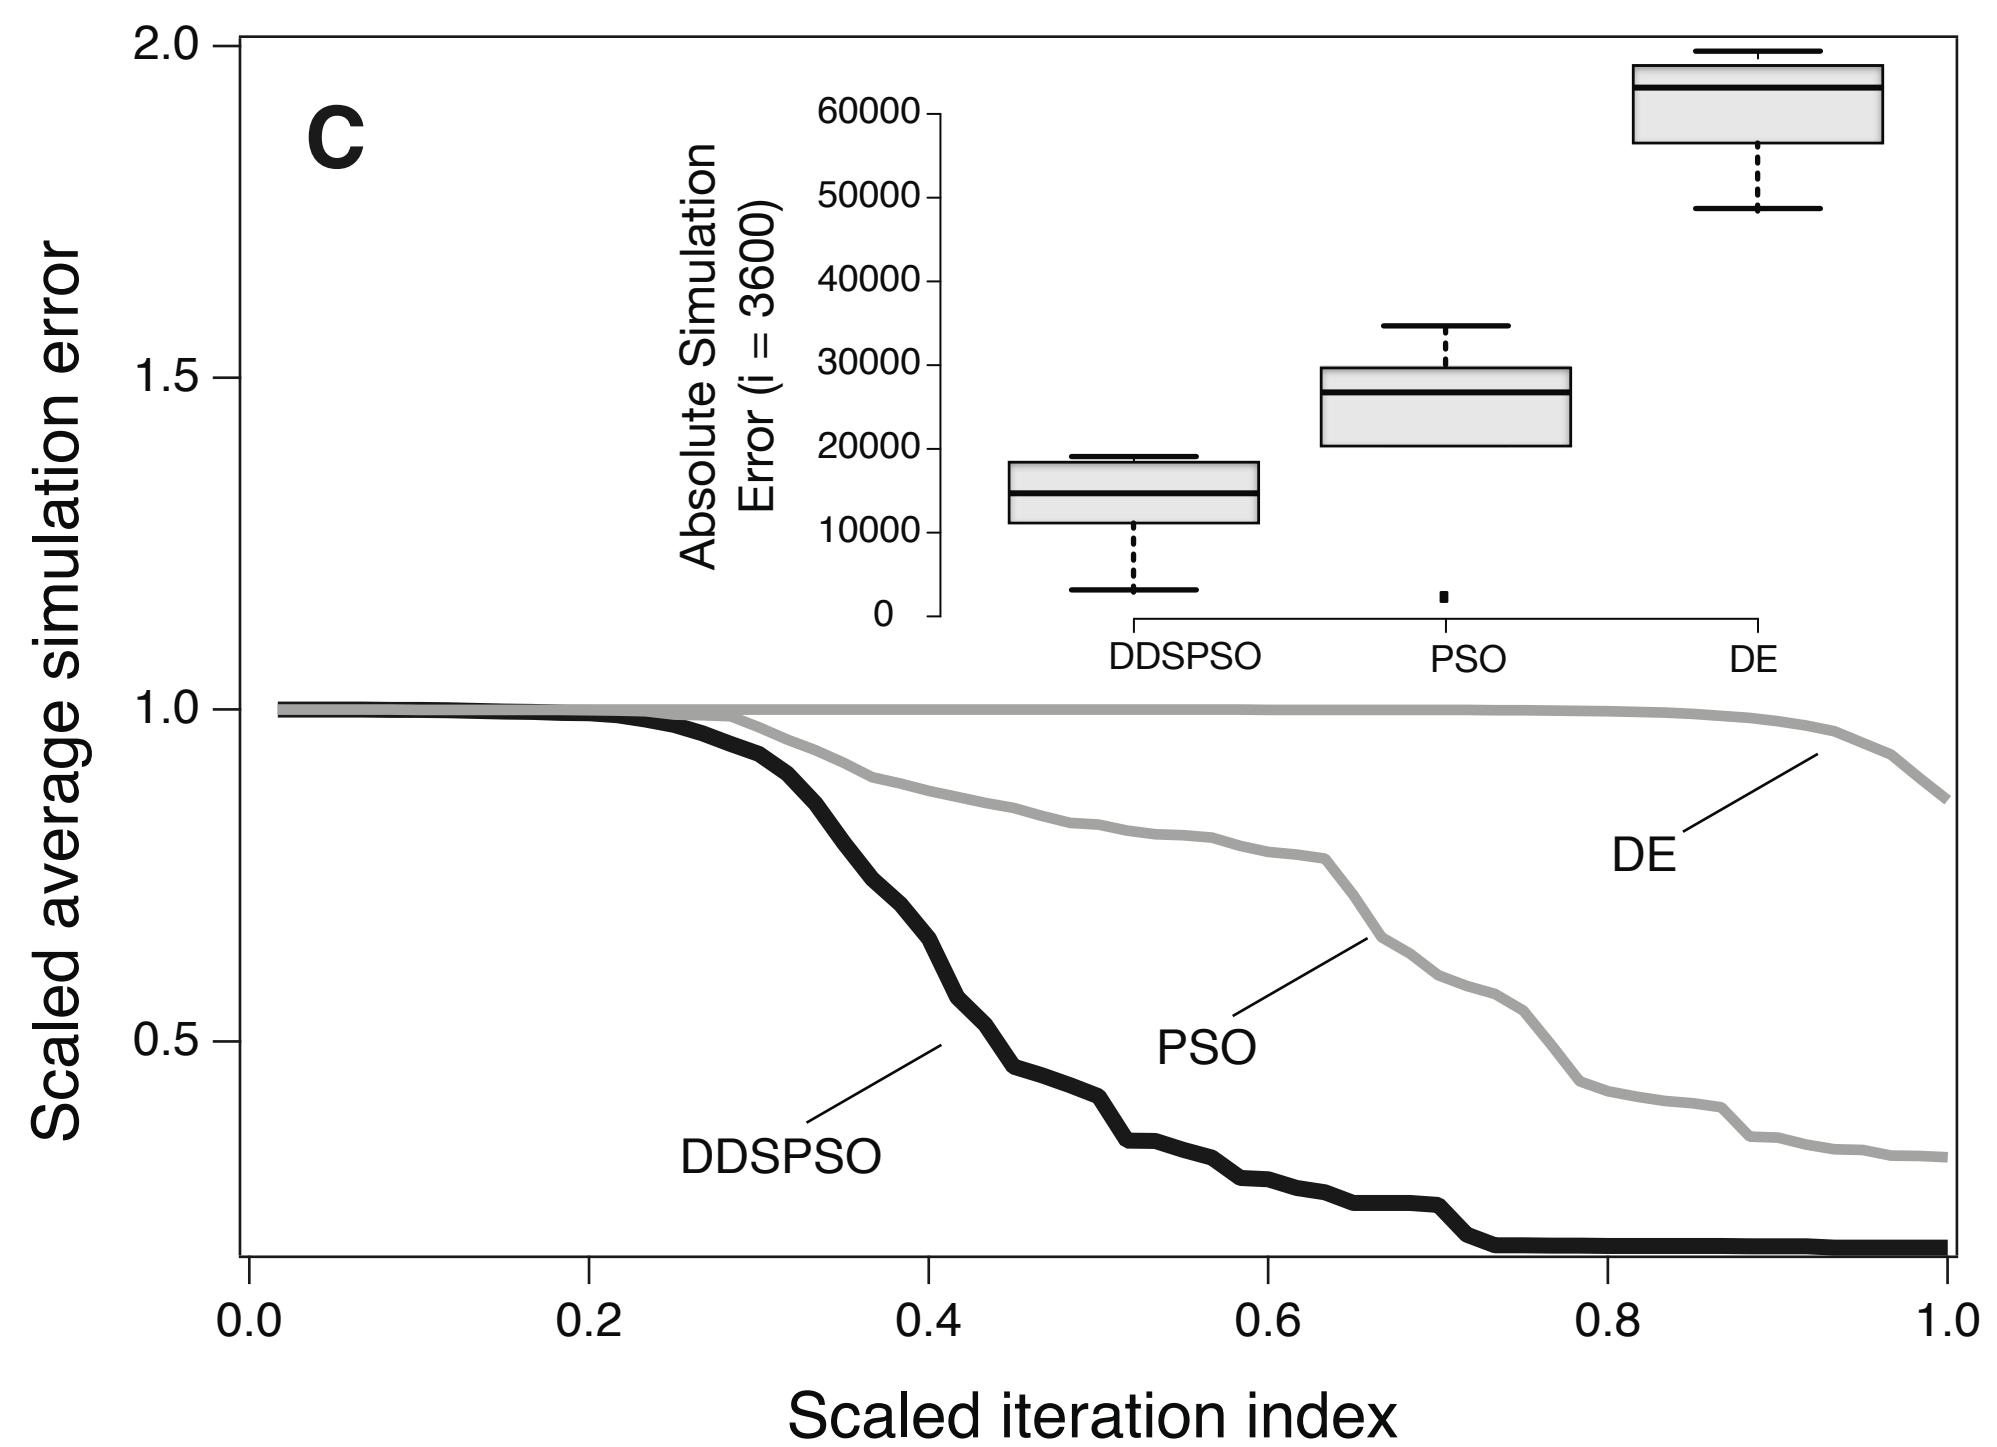 C
Scaled average simulation error
2.0
1.5
1.0
0.5
Absolute Simulation
Error (i = 3600)
60000
50000
40000
30000
20000
10000
0
DDSPSO
PSO
DE
DE
PSO
DDSPSO
0.0
0.2
0.4
0.6
0.8
1.0
Scaled iteration index